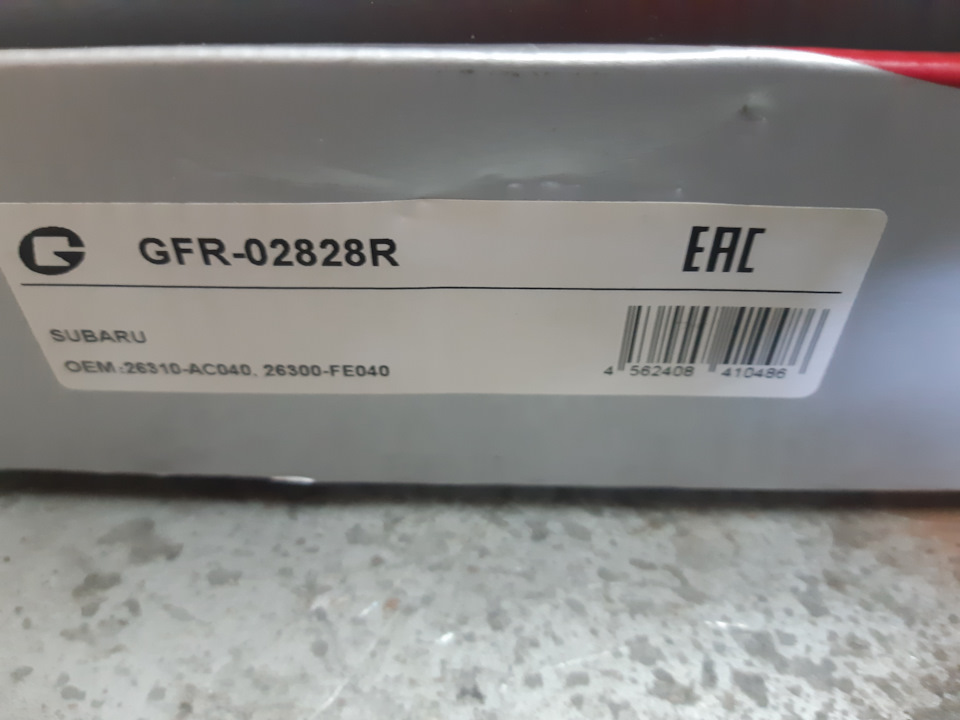 G GFR-02828R EAC
SUBARU
OEM:26310-AC040, 26300-FE040
4 562408 410486